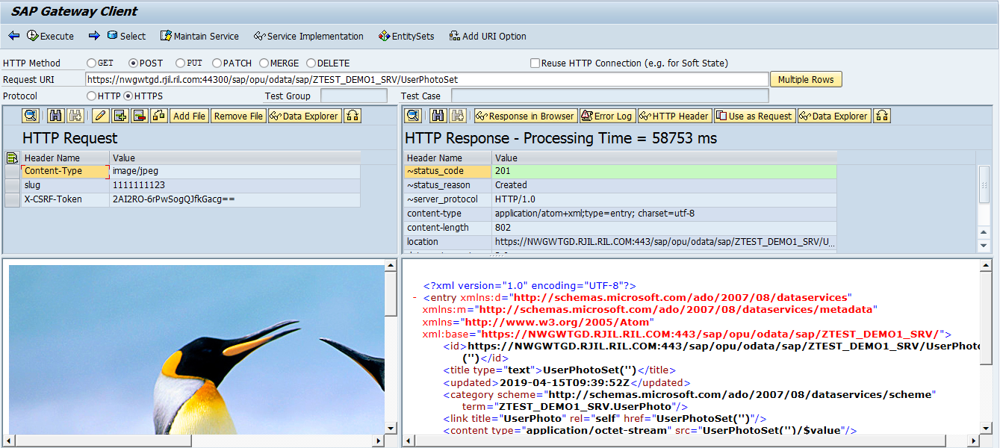 SAP Gateway Client
Execute Select Maintain Service Service Implementation EntitySets Add URI Option
HTTP Method GET POST PUT PATCH MERGE DELETE Reuse HTTP Connection (e.g. for Soft State)
Request URI https://nwgwtgd.rjil.ril.com:44300/sap/opu/odata/sap/ZTEST_DEMO1_SRV/UserPhotoSet Multiple Rows
Protocol HTTP HTTPS Test Group Test Case
Add File Remove File Data Explorer
HTTP Request
Header Name Value
Content-Type image/jpeg
slug 1111111123
X-CSRF-Token 2AI2RO-6rPwSogQJfkGacg==
Response in Browser Error Log HTTP Header Use as Request Data Explorer
HTTP Response - Processing Time = 58753 ms
Header Name Value
~status_code 201
~status_reason Created
~server_protocol HTTP/1.0
content-type application/atom+xml;type=entry; charset=utf-8
content-length 802
location https://NWGWTGD.RJIL.RIL.COM:443/sap/opu/odata/sap/ZTEST_DEMO1_SRV/U...
<?xml version="1.0" encoding="UTF-8"?>
- <entry xmlns:d="http://schemas.microsoft.com/ado/2007/08/dataservices"
xmlns:m="http://schemas.microsoft.com/ado/2007/08/dataservices/metadata"
xmlns="http://www.w3.org/2005/Atom"
xml:base="https://NWGWTGD.RJIL.RIL.COM:443/sap/opu/odata/sap/ZTEST_DEMO1_SRV/">
<id>https://NWGWTGD.RJIL.RIL.COM:443/sap/opu/odata/sap/ZTEST_DEMO1_SRV/UserPhoto
('')</id>
<title type="text">UserPhotoSet('')</title>
<updated>2019-04-15T09:39:52Z</updated>
<category scheme="http://schemas.microsoft.com/ado/2007/08/dataservices/scheme"
term="ZTEST_DEMO1_SRV.UserPhoto"/>
<link title="UserPhoto" rel="self" href="UserPhotoSet('')"/>
<content type="application/octet-stream" src="UserPhotoSet('')/$value"/>